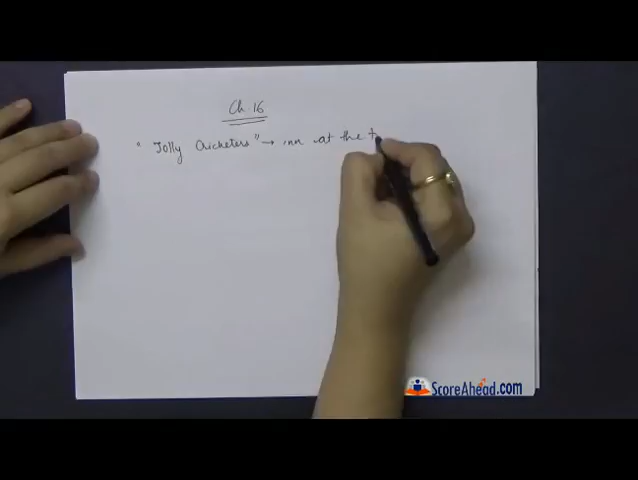 Ch 16
" Jolly Cricketers " → inn at the t
ScoreAhead.com